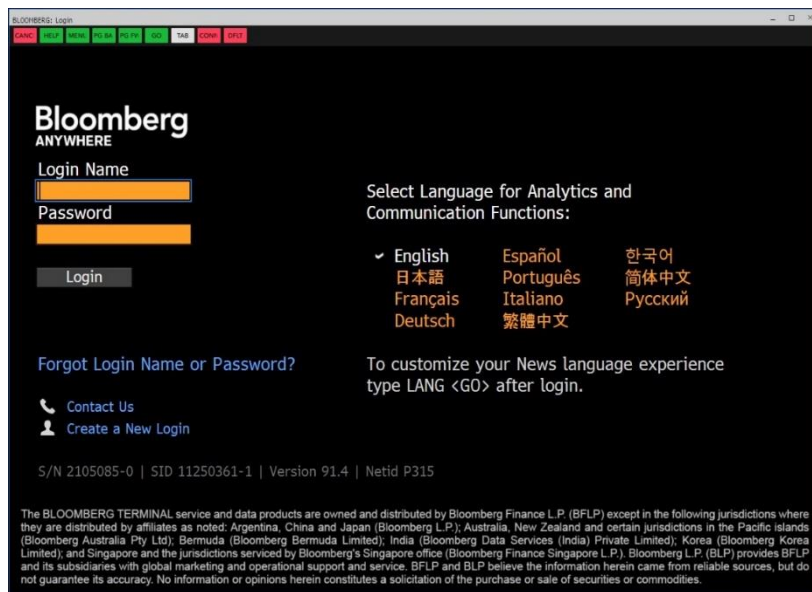 BLOOMBERG: Login
CANC HELP MENU PG BA PG FW GO TAB CONN DFLT
Bloomberg
ANYWHERE
Login Name
Password
Login
Select Language for Analytics and
Communication Functions:
English Español 한국어
日本語 Português 简体中文
Français Italiano Русский
Deutsch 繁體中文
Forgot Login Name or Password?
To customize your News language experience
type LANG <GO> after login.
Contact Us
Create a New Login
S/N 2105085-0 | SID 11250361-1 | Version 91.4 | Netid P315
The BLOOMBERG TERMINAL service and data products are owned and distributed by Bloomberg Finance L.P. (BFLP) except in the following jurisdictions where
they are distributed by affiliates as noted: Argentina, China and Japan (Bloomberg L.P.); Australia, New Zealand and certain jurisdictions in the Pacific islands
(Bloomberg Australia Pty Ltd); Bermuda (Bloomberg Bermuda Limited); India (Bloomberg Data Services (India) Private Limited); Korea (Bloomberg Korea
Limited); and Singapore and the jurisdictions serviced by Bloomberg's Singapore office (Bloomberg Finance Singapore L.P.). Bloomberg L.P. (BLP) provides BFLP
and its subsidiaries with global marketing and operational support and service. BFLP and BLP believe the information herein came from reliable sources, but do
not guarantee its accuracy. No information or opinions herein constitutes a solicitation of the purchase or sale of securities or commodities.